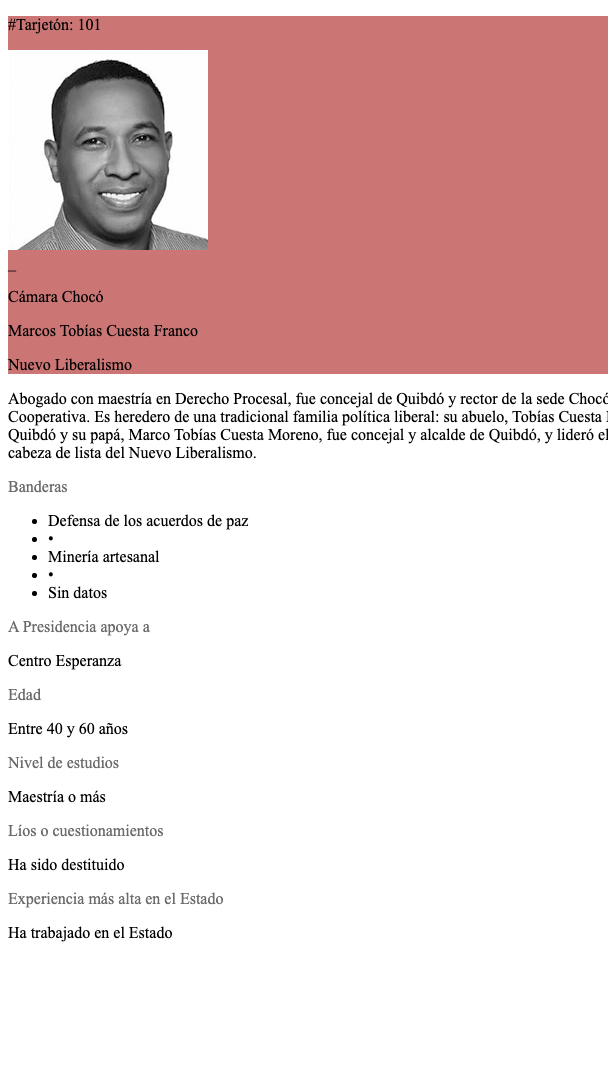 #Tarjetón: 101
_
Cámara Chocó
Marcos Tobías Cuesta Franco
Nuevo Liberalismo
Abogado con maestría en Derecho Procesal, fue concejal de Quibdó y rector de la sede Chocó
Cooperativa. Es heredero de una tradicional familia política liberal: su abuelo, Tobías Cuesta
Quibdó y su papá, Marco Tobías Cuesta Moreno, fue concejal y alcalde de Quibdó, y lideró el
cabeza de lista del Nuevo Liberalismo.
Banderas
• Defensa de los acuerdos de paz
• •
• Minería artesanal
• •
• Sin datos
A Presidencia apoya a
Centro Esperanza
Edad
Entre 40 y 60 años
Nivel de estudios
Maestría o más
Líos o cuestionamientos
Ha sido destituido
Experiencia más alta en el Estado
Ha trabajado en el Estado